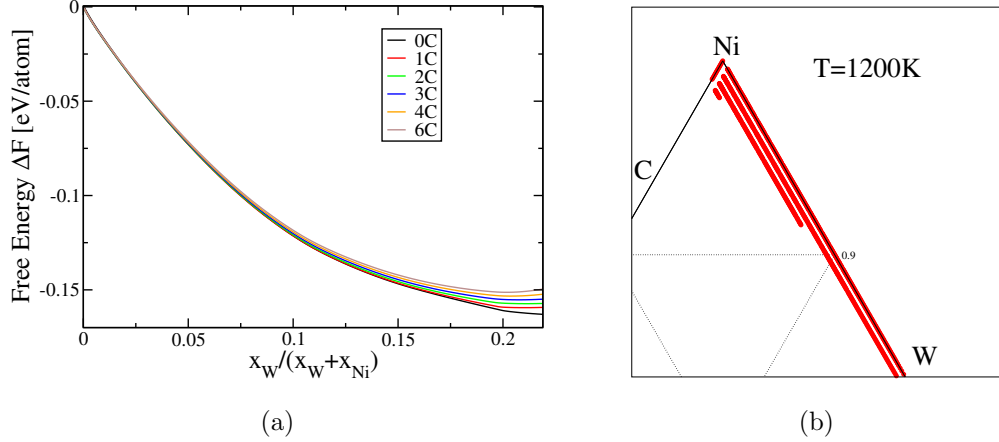 0
-0.05
-0.1
-0.15
Free Energy ΔF [eV/atom]
0C
1C
2C
3C
4C
6C
0
0.05
0.1
0.15
0.2
x_W/(x_W+x_Ni)
(a)
Ni
T=1200K
C
0.9
W
(b)